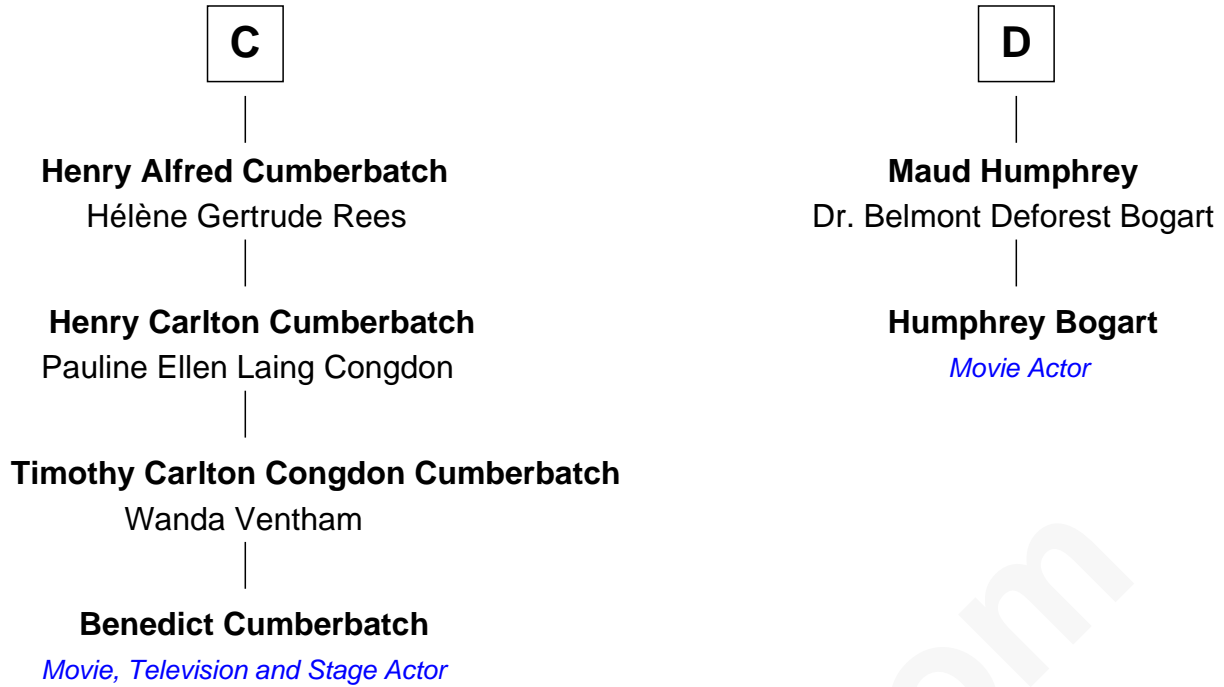 C
Henry Alfred Cumberbatch
Hélène Gertrude Rees
Henry Carlton Cumberbatch
Pauline Ellen Laing Congdon
Timothy Carlton Congdon Cumberbatch
Wanda Ventham
Benedict Cumberbatch
Movie, Television and Stage Actor
D
Maud Humphrey
Dr. Belmont Deforest Bogart
Humphrey Bogart
Movie Actor
om